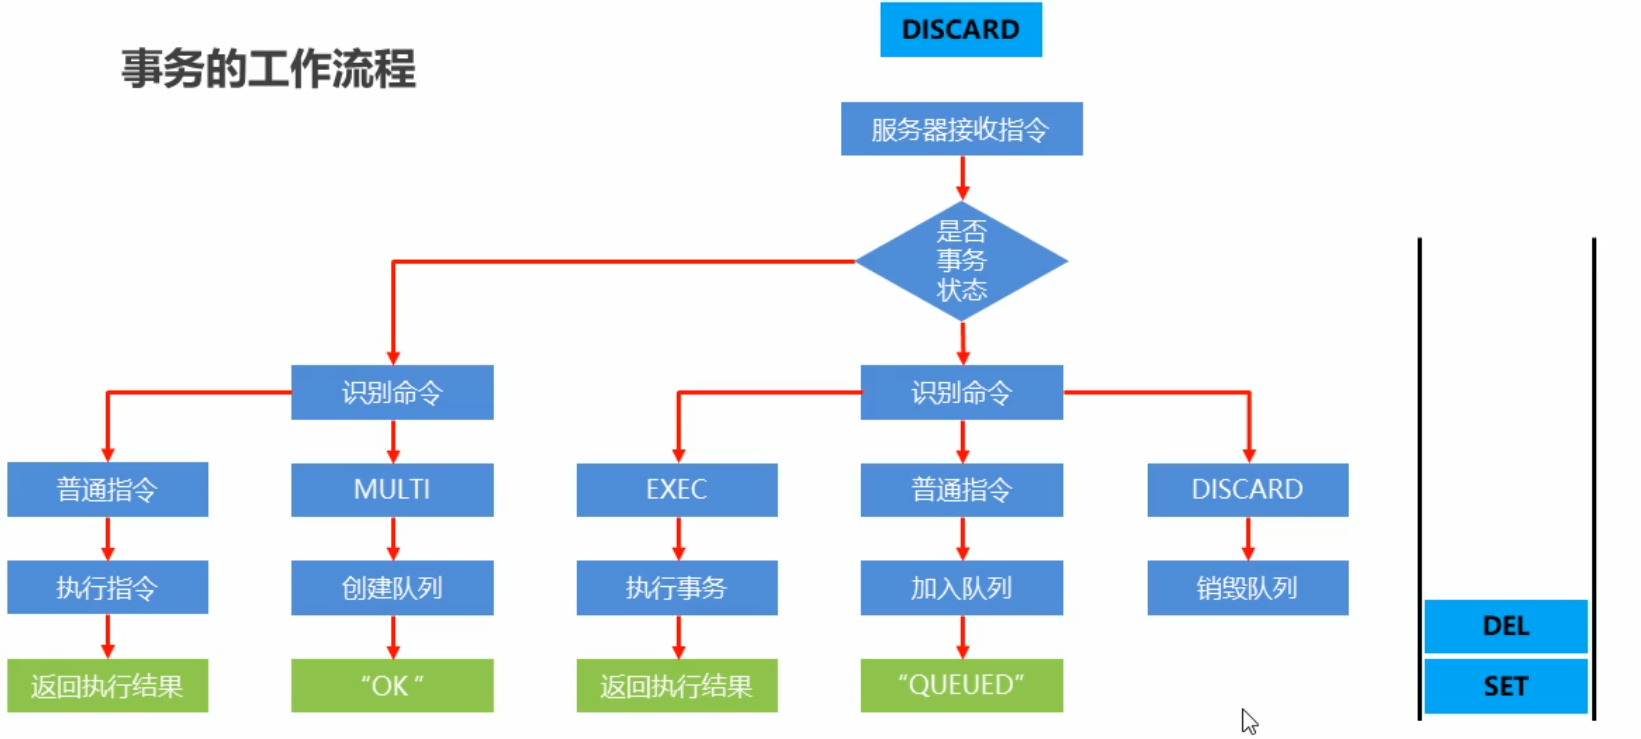 DISCARD
事务的工作流程
服务器接收指令
是否
事务
状态
识别命令
识别命令
普通指令
MULTI
EXEC
普通指令
DISCARD
执行指令
创建队列
执行事务
加入队列
销毁队列
DEL
返回执行结果
“OK ”
返回执行结果
“QUEUED”
SET